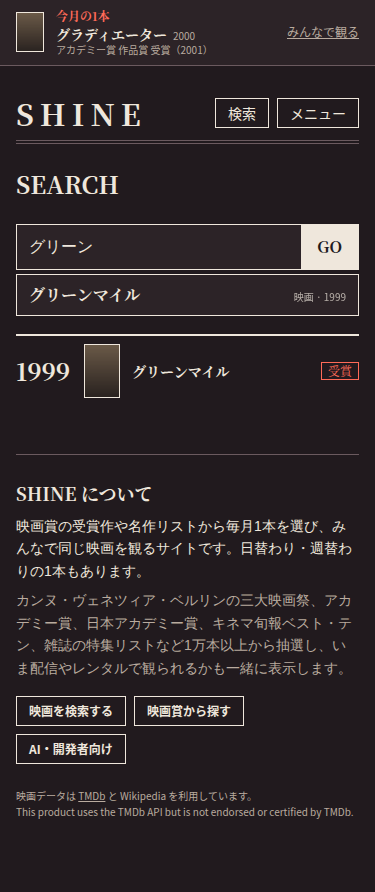 今月の1本
グラディエーター 2000
アカデミー賞 作品賞 受賞（2001）
みんなで観る
SHINE
検索
メニュー
SEARCH
グリーン
GO
グリーンマイル
映画 · 1999
1999
グリーンマイル
受賞
SHINE について
映画賞の受賞作や名作リストから毎月1本を選び、み
んなで同じ映画を観るサイトです。日替わり・週替わ
りの1本もあります。
カンヌ・ヴェネツィア・ベルリンの三大映画祭、アカ
デミー賞、日本アカデミー賞、キネマ旬報ベスト・テ
ン、雑誌の特集リストなど1万本以上から抽選し、い
ま配信やレンタルで観られるかも一緒に表示します。
映画を検索する
映画賞から探す
AI・開発者向け
映画データは TMDb と Wikipedia を利用しています。
This product uses the TMDb API but is not endorsed or certified by TMDb.